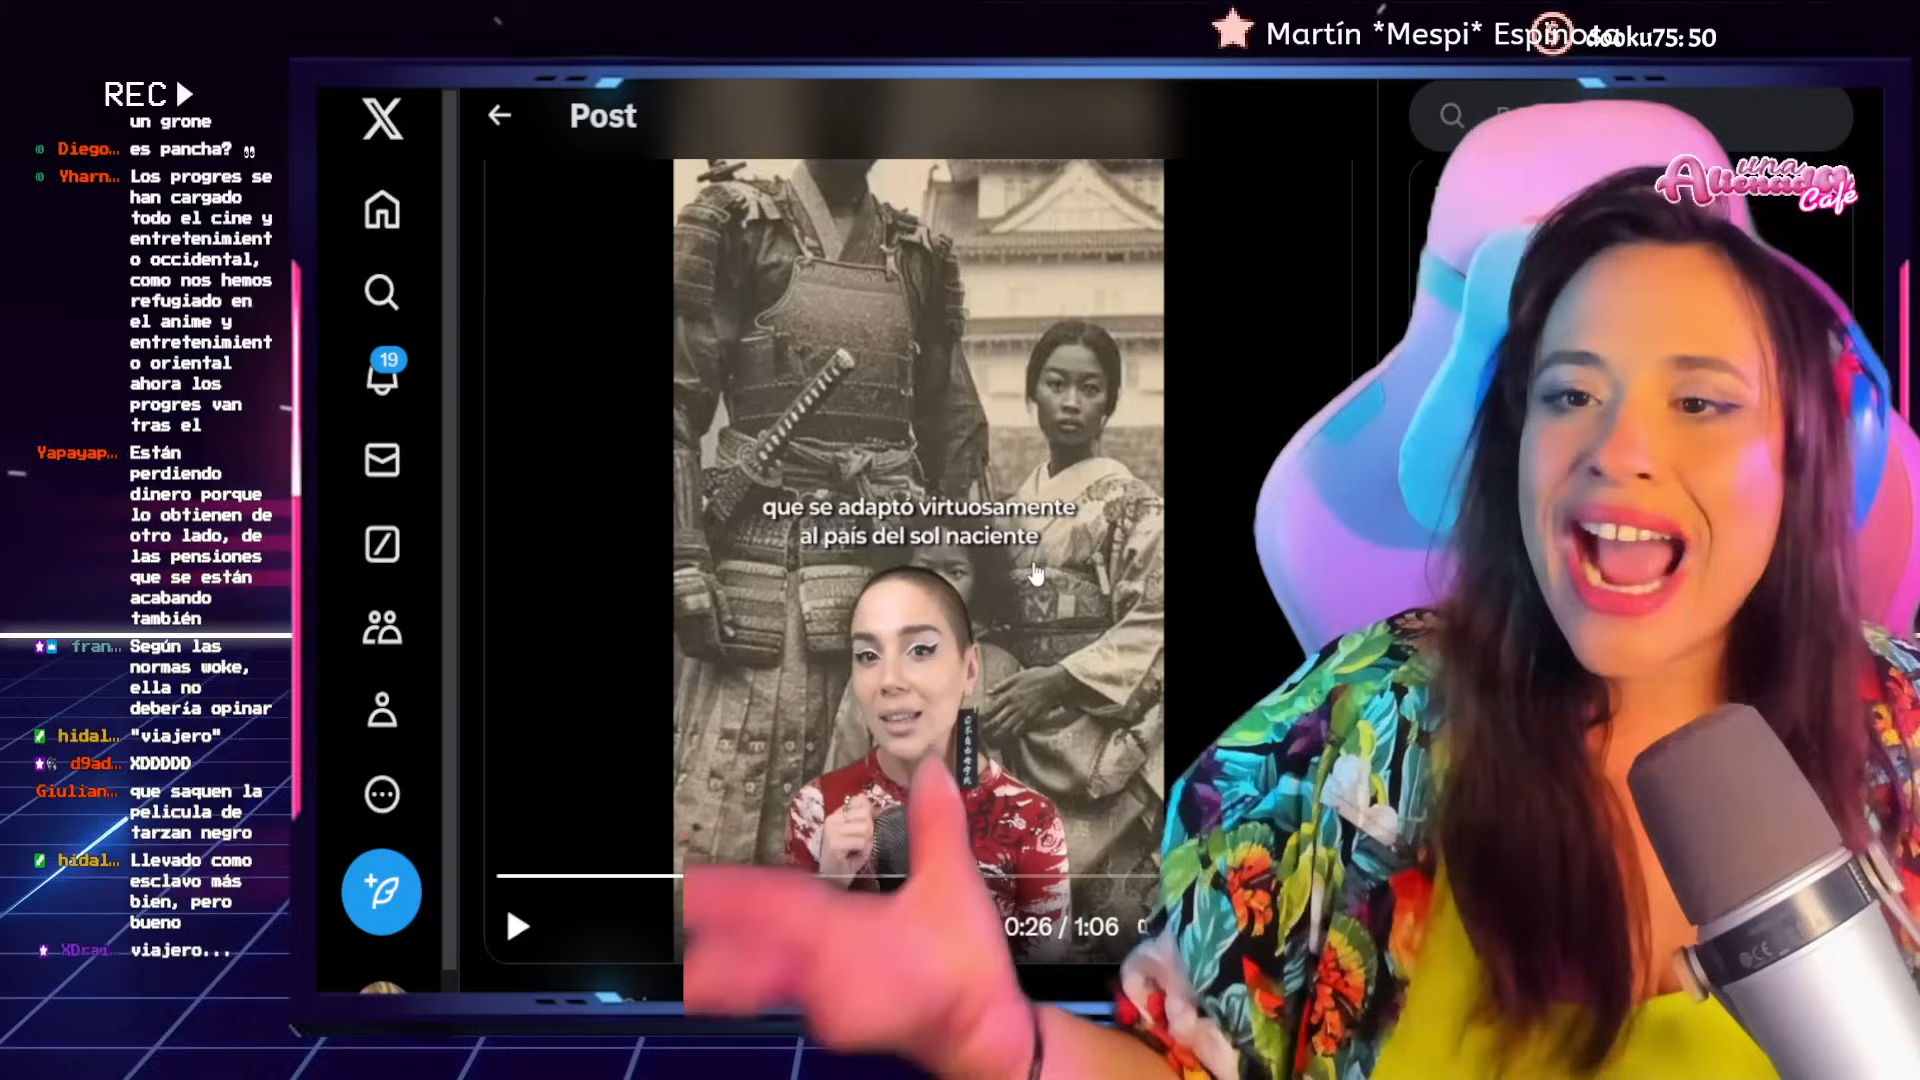 Martín *Mespi* Espinosa
dooku75: 50
REC
un grone
Diego... es pancha?
Yharn... Los progres se
han cargado
todo el cine y
entretenimient
o occidental,
como nos hemos
refugiado en
el anime y
entretenimient
o oriental
ahora los
progres van
tras el
Yapayap... Están
perdiendo
dinero porque
lo obtienen de
otro lado, de
las pensiones
que se están
acabando
también
fran... Según las
normas woke,
ella no
debería opinar
hidal... "viajero"
d9ad... XDDDDD
Giulian... que saquen la
pelicula de
tarzan negro
hidal... Llevado como
esclavo más
bien, pero
bueno
viajero...
X
19
Post
que se adaptó virtuosamente
al país del sol naciente
0:26 / 1:06
una
Alienada
Café